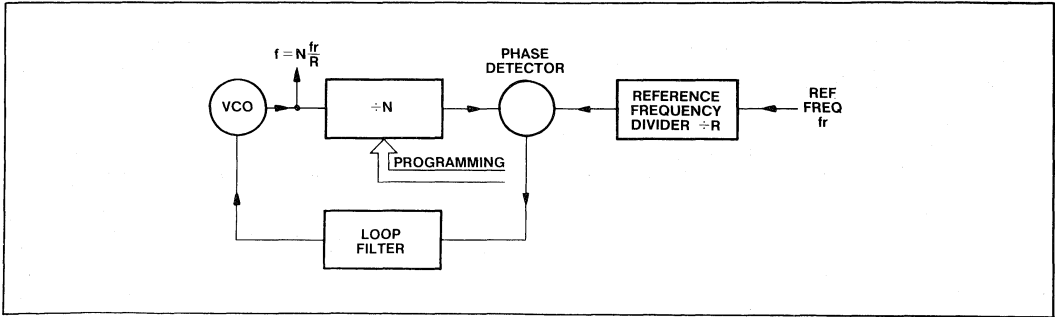 f = N fr/R
PHASE
DETECTOR
VCO
÷N
REFERENCE
FREQUENCY
DIVIDER ÷R
REF
FREQ
fr
PROGRAMMING
LOOP
FILTER